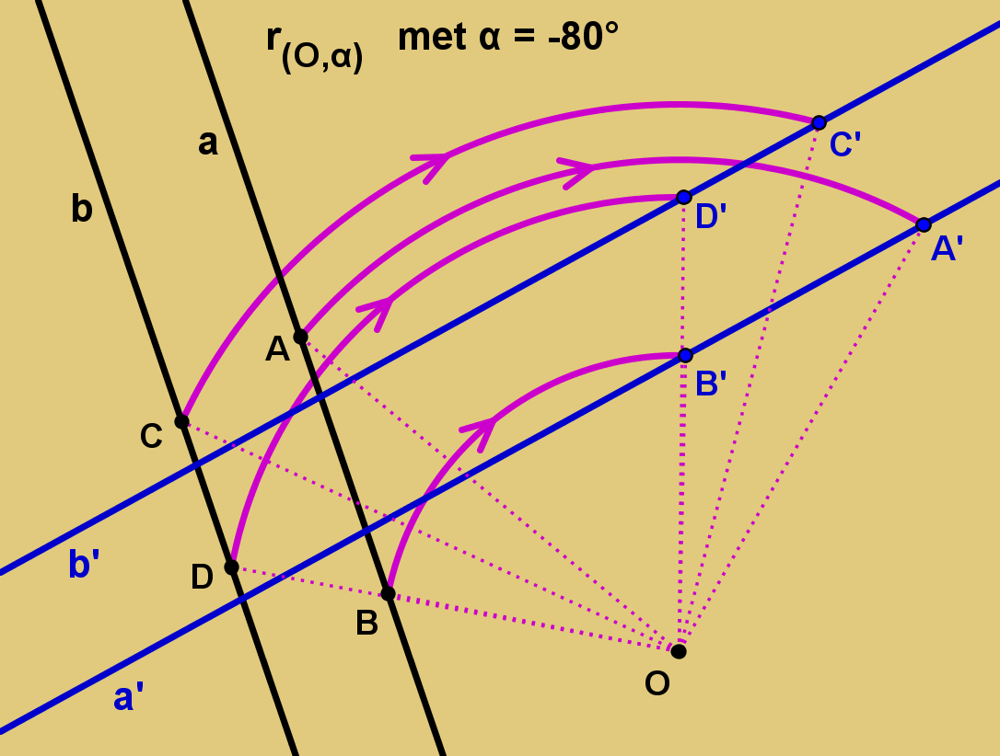 r(O,α) met α = -80°
a
b
C'
D'
A'
A
B'
C
b'
D
B
O
a'